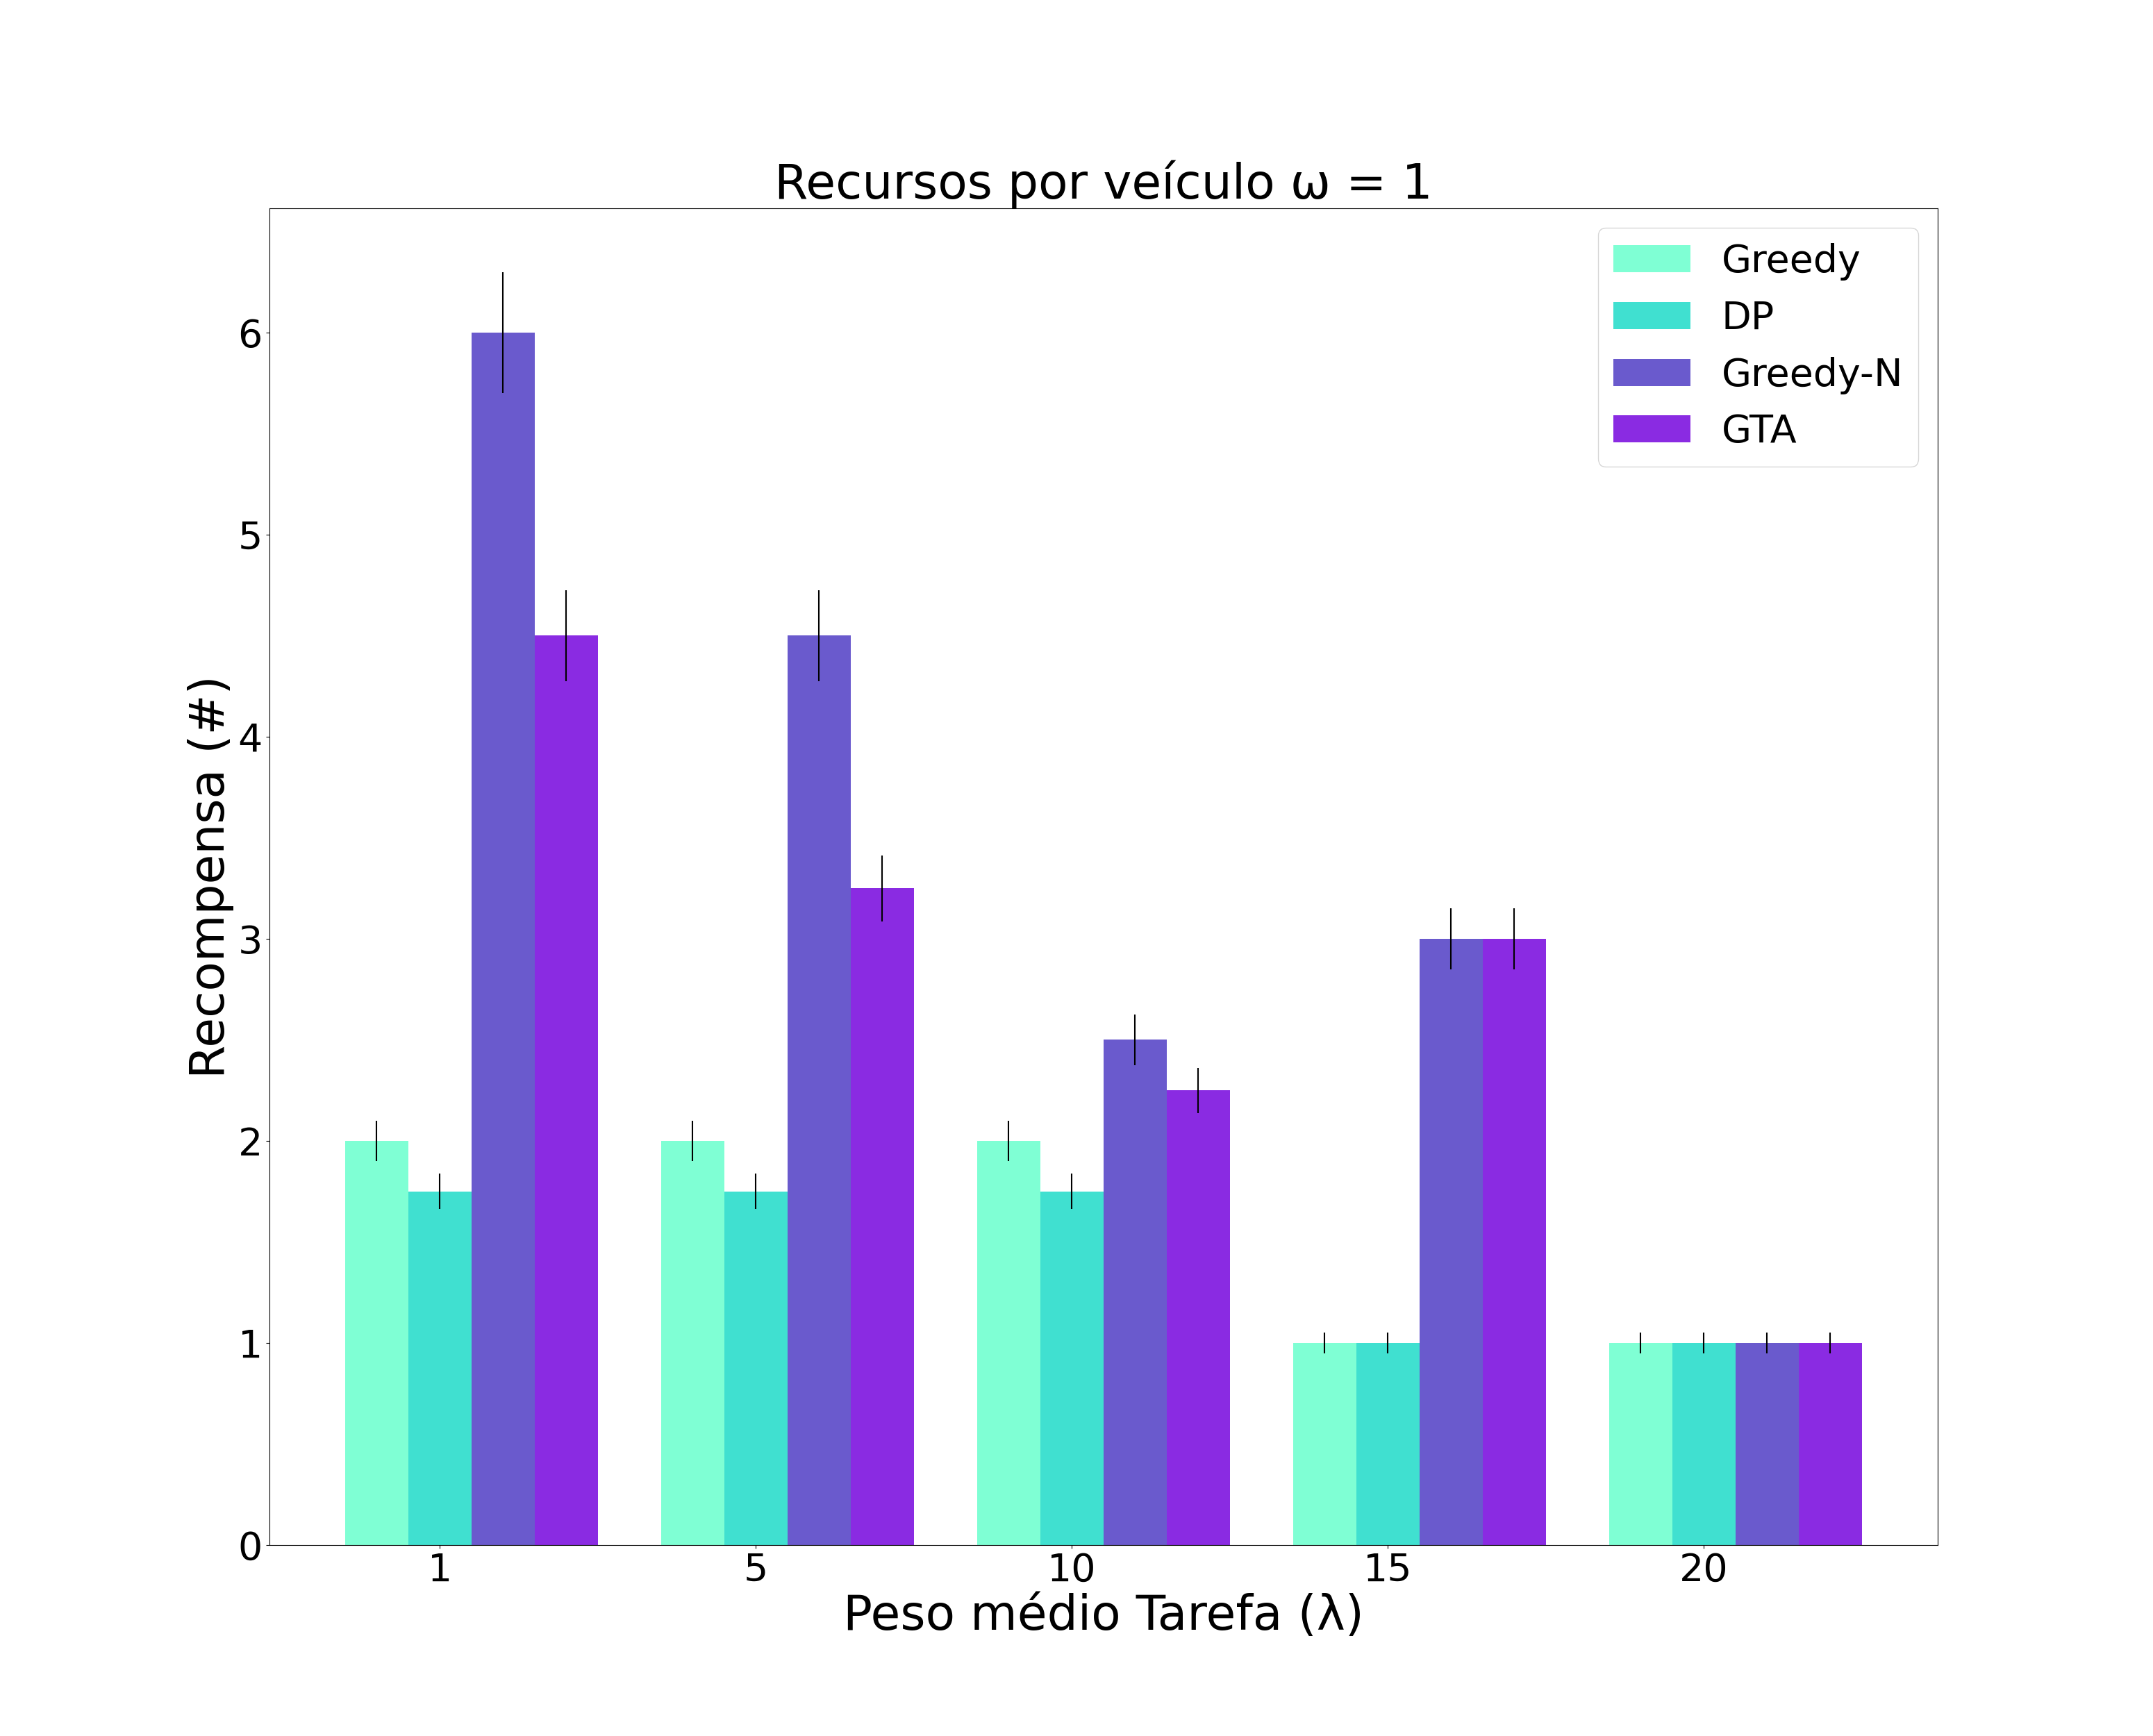 Recursos por veículo ω = 1
Greedy
DP
Greedy-N
GTA
Recompensa (#)
6
5
4
3
2
1
0
1 5 10 15 20
Peso médio Tarefa (λ)